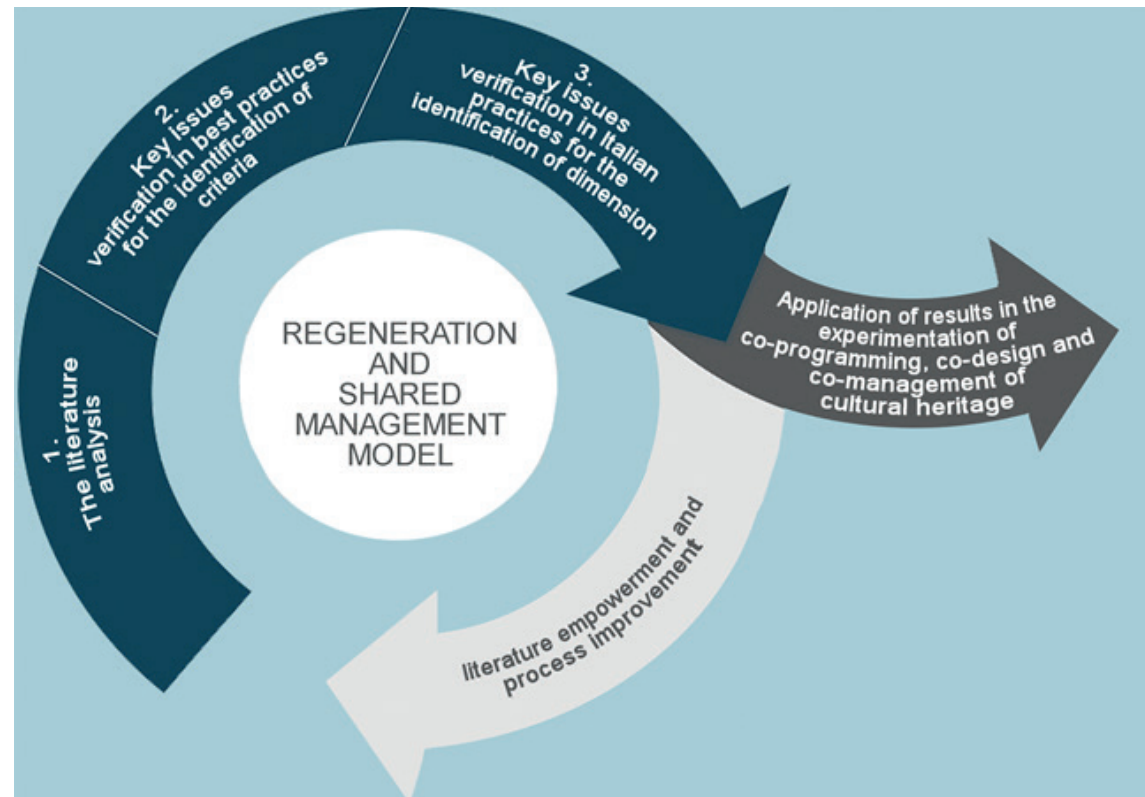 1.
The literature
analysis
2.
Key issues
verification in best practices
for the identification of
criteria
3.
Key issues
verification in Italian
practices for the
identification of dimension
Application of results in the
experimentation of
co-programming, co-design and
co-management of
cultural heritage
literature empowerment and
process improvement
REGENERATION
AND
SHARED
MANAGEMENT
MODEL